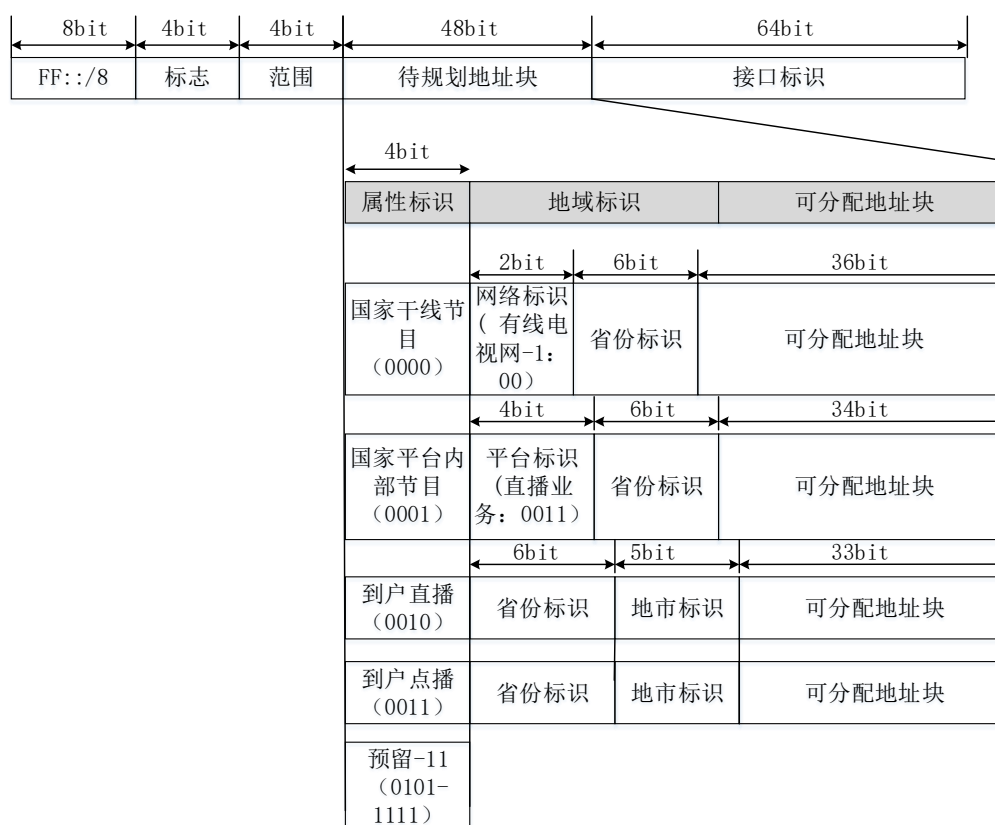 8bit 4bit 4bit 48bit 64bit
FF::/8 标志 范围 待规划地址块 接口标识
4bit
属性标识 地域标识 可分配地址块
2bit 6bit 36bit
国家干线节
目
（0000）
网络标识
( 有线电
视网-1：
00）
省份标识
可分配地址块
4bit 6bit 34bit
国家平台内
部节目
（0001）
平台标识
(直播业
务：0011）
省份标识
可分配地址块
6bit 5bit 33bit
到户直播
（0010）
省份标识 地市标识 可分配地址块
到户点播
（0011）
省份标识 地市标识 可分配地址块
预留-11
（0101-
1111）